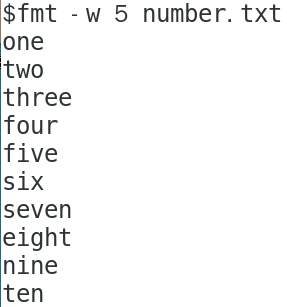 $fmt -w 5 number.txt
one
two
three
four
five
six
seven
eight
nine
ten